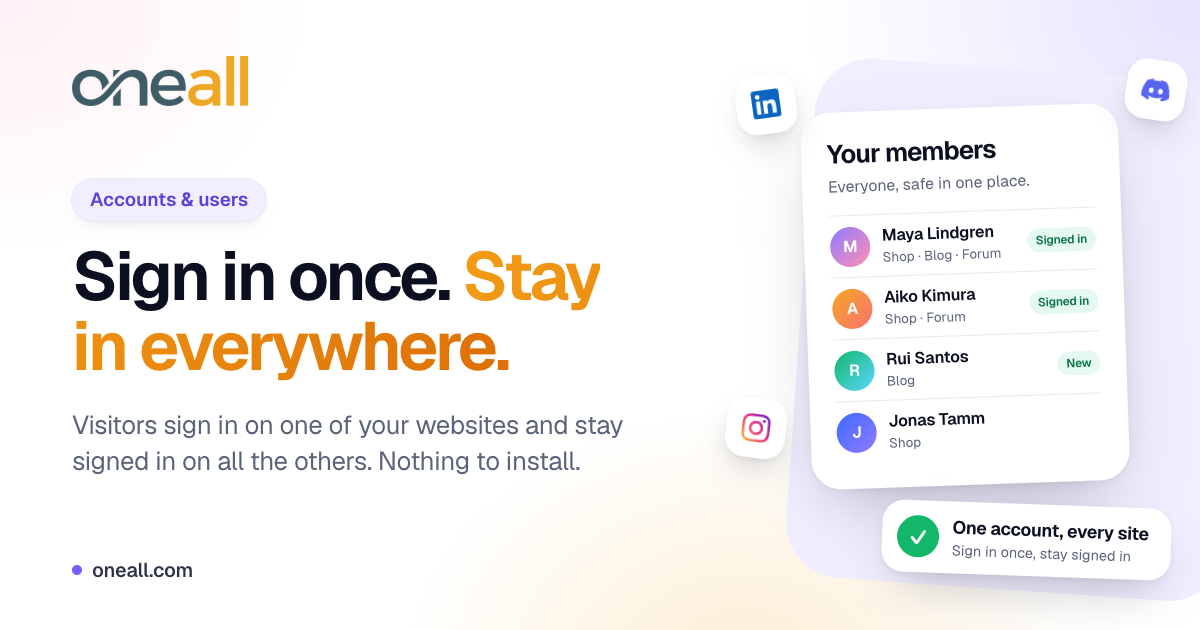 oneall
Accounts & users
Sign in once. Stay
in everywhere.
Visitors sign in on one of your websites and stay
signed in on all the others. Nothing to install.
oneall.com
in
Your members
Everyone, safe in one place.
M
Maya Lindgren
Shop · Blog · Forum
Signed in
A
Aiko Kimura
Shop · Forum
Signed in
R
Rui Santos
Blog
New
J
Jonas Tamm
Shop
One account, every site
Sign in once, stay signed in